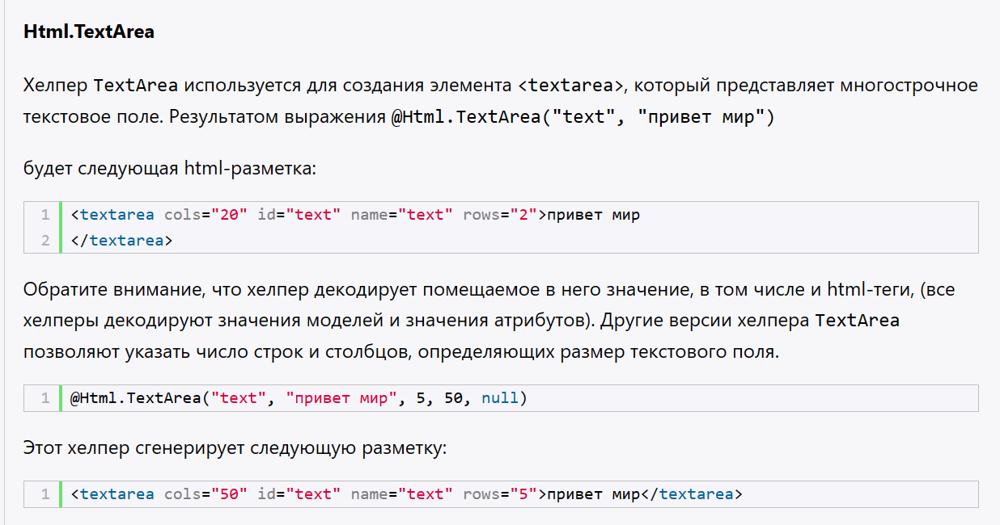 Html.TextArea
Хелпер TextArea используется для создания элемента <textarea>, который представляет многострочное
текстовое поле. Результатом выражения @Html.TextArea("text", "привет мир")
будет следующая html-разметка:
1 <textarea cols="20" id="text" name="text" rows="2">привет мир
2 </textarea>
Обратите внимание, что хелпер декодирует помещаемое в него значение, в том числе и html-теги, (все
хелперы декодируют значения моделей и значения атрибутов). Другие версии хелпера TextArea
позволяют указать число строк и столбцов, определяющих размер текстового поля.
1 @Html.TextArea("text", "привет мир", 5, 50, null)
Этот хелпер сгенерирует следующую разметку:
1 <textarea cols="50" id="text" name="text" rows="5">привет мир</textarea>